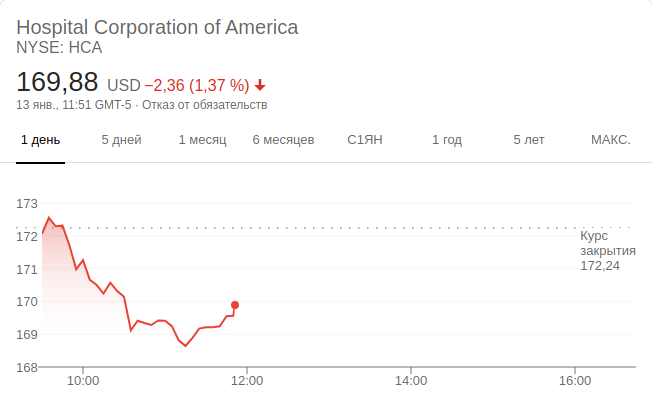 Hospital Corporation of America
NYSE: HCA
169,88 USD −2,36 (1,37 %)
13 янв., 11:51 GMT-5 · Отказ от обязательств
1 день 5 дней 1 месяц 6 месяцев С1ЯН 1 год 5 лет МАКС.
173
172
171
170
169
168
Курс
закрытия
172,24
10:00 12:00 14:00 16:00